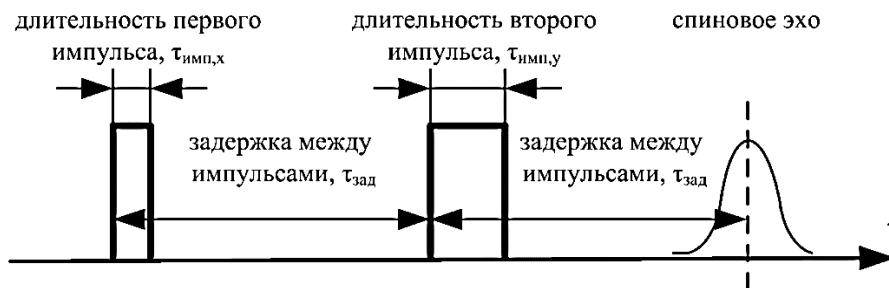 длительность первого
импульса, τимп,x
длительность второго
импульса, τимп,y
спиновое эхо
задержка между
импульсами, τзад
задержка между
импульсами, τзад